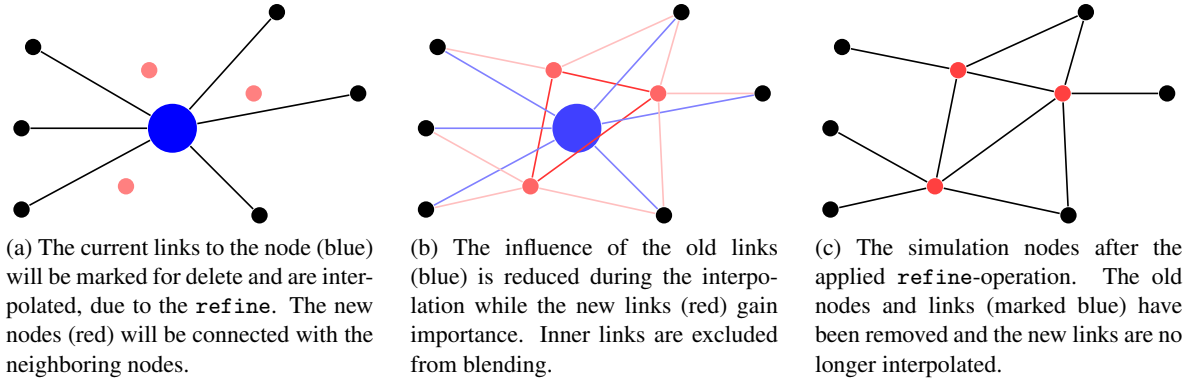 (a) The current links to the node (blue)
will be marked for delete and are inter-
polated, due to the refine. The new
nodes (red) will be connected with the
neighboring nodes.
(b) The influence of the old links
(blue) is reduced during the interpo-
lation while the new links (red) gain
importance. Inner links are excluded
from blending.
(c) The simulation nodes after the
applied refine-operation. The old
nodes and links (marked blue) have
been removed and the new links are no
longer interpolated.